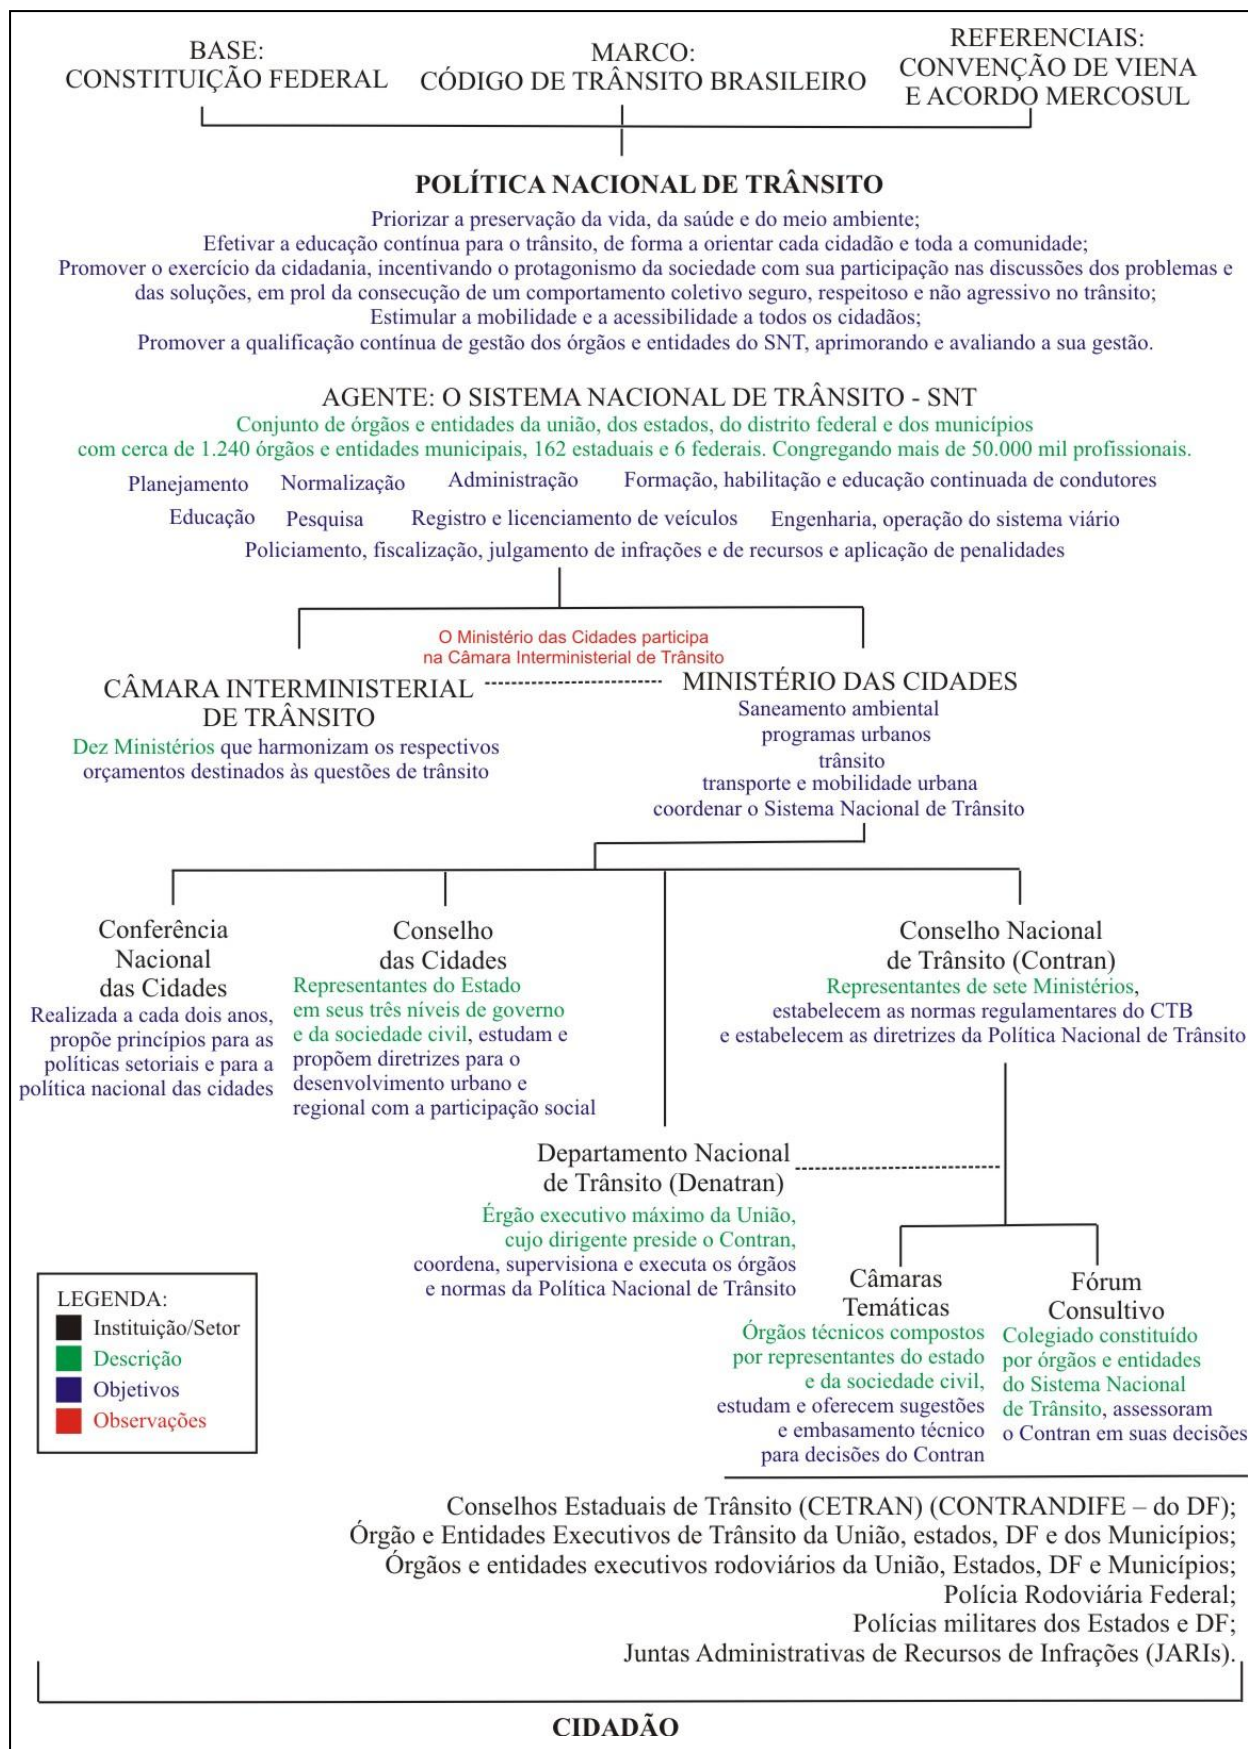 BASE:
CONSTITUIÇÃO FEDERAL
MARCO:
CÓDIGO DE TRÂNSITO BRASILEIRO
REFERENCIAIS:
CONVENÇÃO DE VIENA
E ACORDO MERCOSUL
POLÍTICA NACIONAL DE TRÂNSITO
Priorizar a preservação da vida, da saúde e do meio ambiente;
Efetivar a educação contínua para o trânsito, de forma a orientar cada cidadão e toda a comunidade;
Promover o exercício da cidadania, incentivando o protagonismo da sociedade com sua participação nas discussões dos problemas e
das soluções, em prol da consecução de um comportamento coletivo seguro, respeitoso e não agressivo no trânsito;
Estimular a mobilidade e a acessibilidade a todos os cidadãos;
Promover a qualificação contínua de gestão dos órgãos e entidades do SNT, aprimorando e avaliando a sua gestão.
AGENTE: O SISTEMA NACIONAL DE TRÂNSITO - SNT
Conjunto de órgãos e entidades da união, dos estados, do distrito federal e dos municípios
com cerca de 1.240 órgãos e entidades municipais, 162 estaduais e 6 federais. Congregando mais de 50.000 mil profissionais.
Planejamento Normalização Administração Formação, habilitação e educação continuada de condutores
Educação Pesquisa Registro e licenciamento de veículos Engenharia, operação do sistema viário
Policiamento, fiscalização, julgamento de infrações e de recursos e aplicação de penalidades
O Ministério das Cidades participa
na Câmara Interministerial de Trânsito
CÂMARA INTERMINISTERIAL
DE TRÂNSITO
Dez Ministérios que harmonizam os respectivos
orçamentos destinados às questões de trânsito
MINISTÉRIO DAS CIDADES
Saneamento ambiental
programas urbanos
trânsito
transporte e mobilidade urbana
coordenar o Sistema Nacional de Trânsito
Conferência
Nacional
das Cidades
Realizada a cada dois anos,
propõe princípios para as
políticas setoriais e para a
política nacional das cidades
Conselho
das Cidades
Representantes do Estado
em seus três níveis de governo
e da sociedade civil, estudam e
propõem diretrizes para o
desenvolvimento urbano e
regional com a participação social
Conselho Nacional
de Trânsito (Contran)
Representantes de sete Ministérios,
estabelecem as normas regulamentares do CTB
e estabelecem as diretrizes da Política Nacional de Trânsito
Departamento Nacional
de Trânsito (Denatran)
Érgão executivo máximo da União,
cujo dirigente preside o Contran,
coordena, supervisiona e executa os órgãos
e normas da Política Nacional de Trânsito
Câmaras
Temáticas
Órgãos técnicos compostos
por representantes do estado
e da sociedade civil,
estudam e oferecem sugestões
e embasamento técnico
para decisões do Contran
Fórum
Consultivo
Colegiado constituído
por órgãos e entidades
do Sistema Nacional
de Trânsito, assessoram
o Contran em suas decisões
LEGENDA:
Instituição/Setor
Descrição
Objetivos
Observações
Conselhos Estaduais de Trânsito (CETRAN) (CONTRANDIFE – do DF);
Órgão e Entidades Executivos de Trânsito da União, estados, DF e dos Municípios;
Órgãos e entidades executivos rodoviários da União, Estados, DF e Municípios;
Polícia Rodoviária Federal;
Polícias militares dos Estados e DF;
Juntas Administrativas de Recursos de Infrações (JARIs).
CIDADÃO